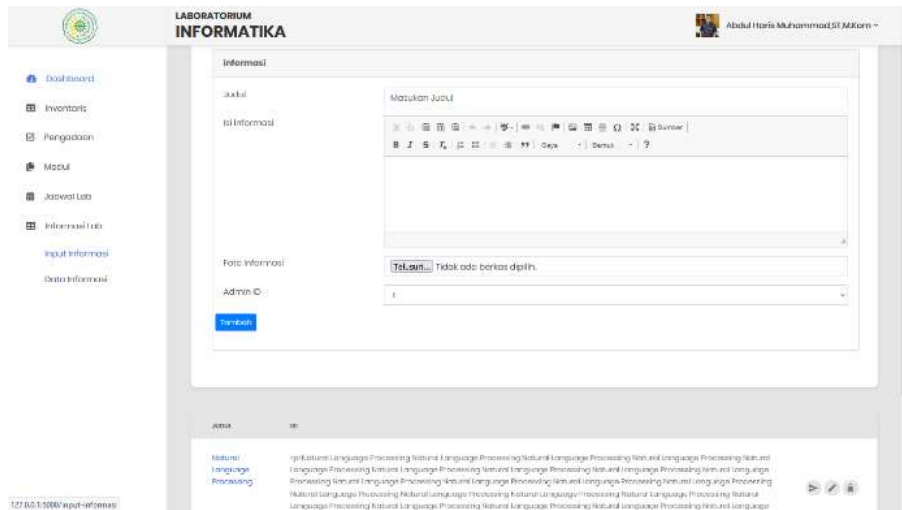 LABORATORIUM
INFORMATIKA
Abdul Haris Muhammad,ST,M.Kom
Dashboard
Inventaris
Pengadaan
Modul
Jadwal Lab
Informasi Lab
Input Informasi
Data Informasi
Informasi
Judul
Masukan Judul
Isi Informasi
Sumber
B I S Tx
Gaya
Bentuk
?
Foto Informasi
Telusuri... Tidak ada berkas dipilih.
Admin ID
1
Tambah
JUDUL ISI
Natural
Language
Processing
<p>Natural Language Processing Natural Language Processing Natural Language Processing Natural Language Processing Natural
Language Processing Natural Language Processing Natural Language Processing Natural Language Processing Natural Language
Processing Natural Language Processing Natural Language Processing Natural Language Processing Natural Language Processing
Natural Language Processing Natural Language Processing Natural Language Processing Natural Language Processing Natural
Language Processing Natural Language Processing Natural Language Processing Natural Language Processing Natural Language
127.0.0.1:5000/input-informasi